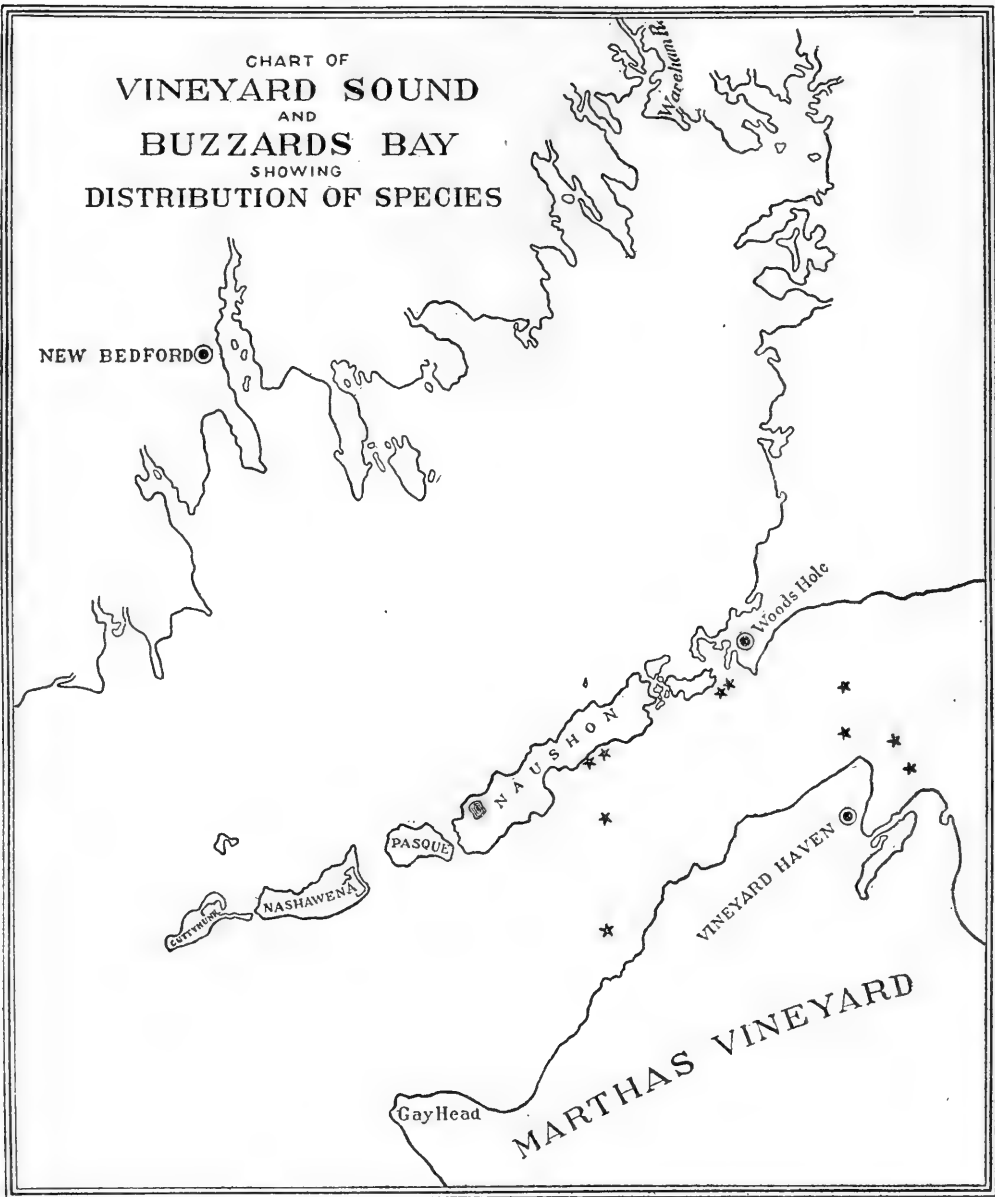 CHART OF
VINEYARD SOUND
AND
BUZZARDS BAY
SHOWING
DISTRIBUTION OF SPECIES
Wareham R.
NEW BEDFORD
Woods Hole
NAUSHON
PASQUE
NASHAWENA
CUTTYHUNK
VINEYARD HAVEN
MARTHAS VINEYARD
Gay Head